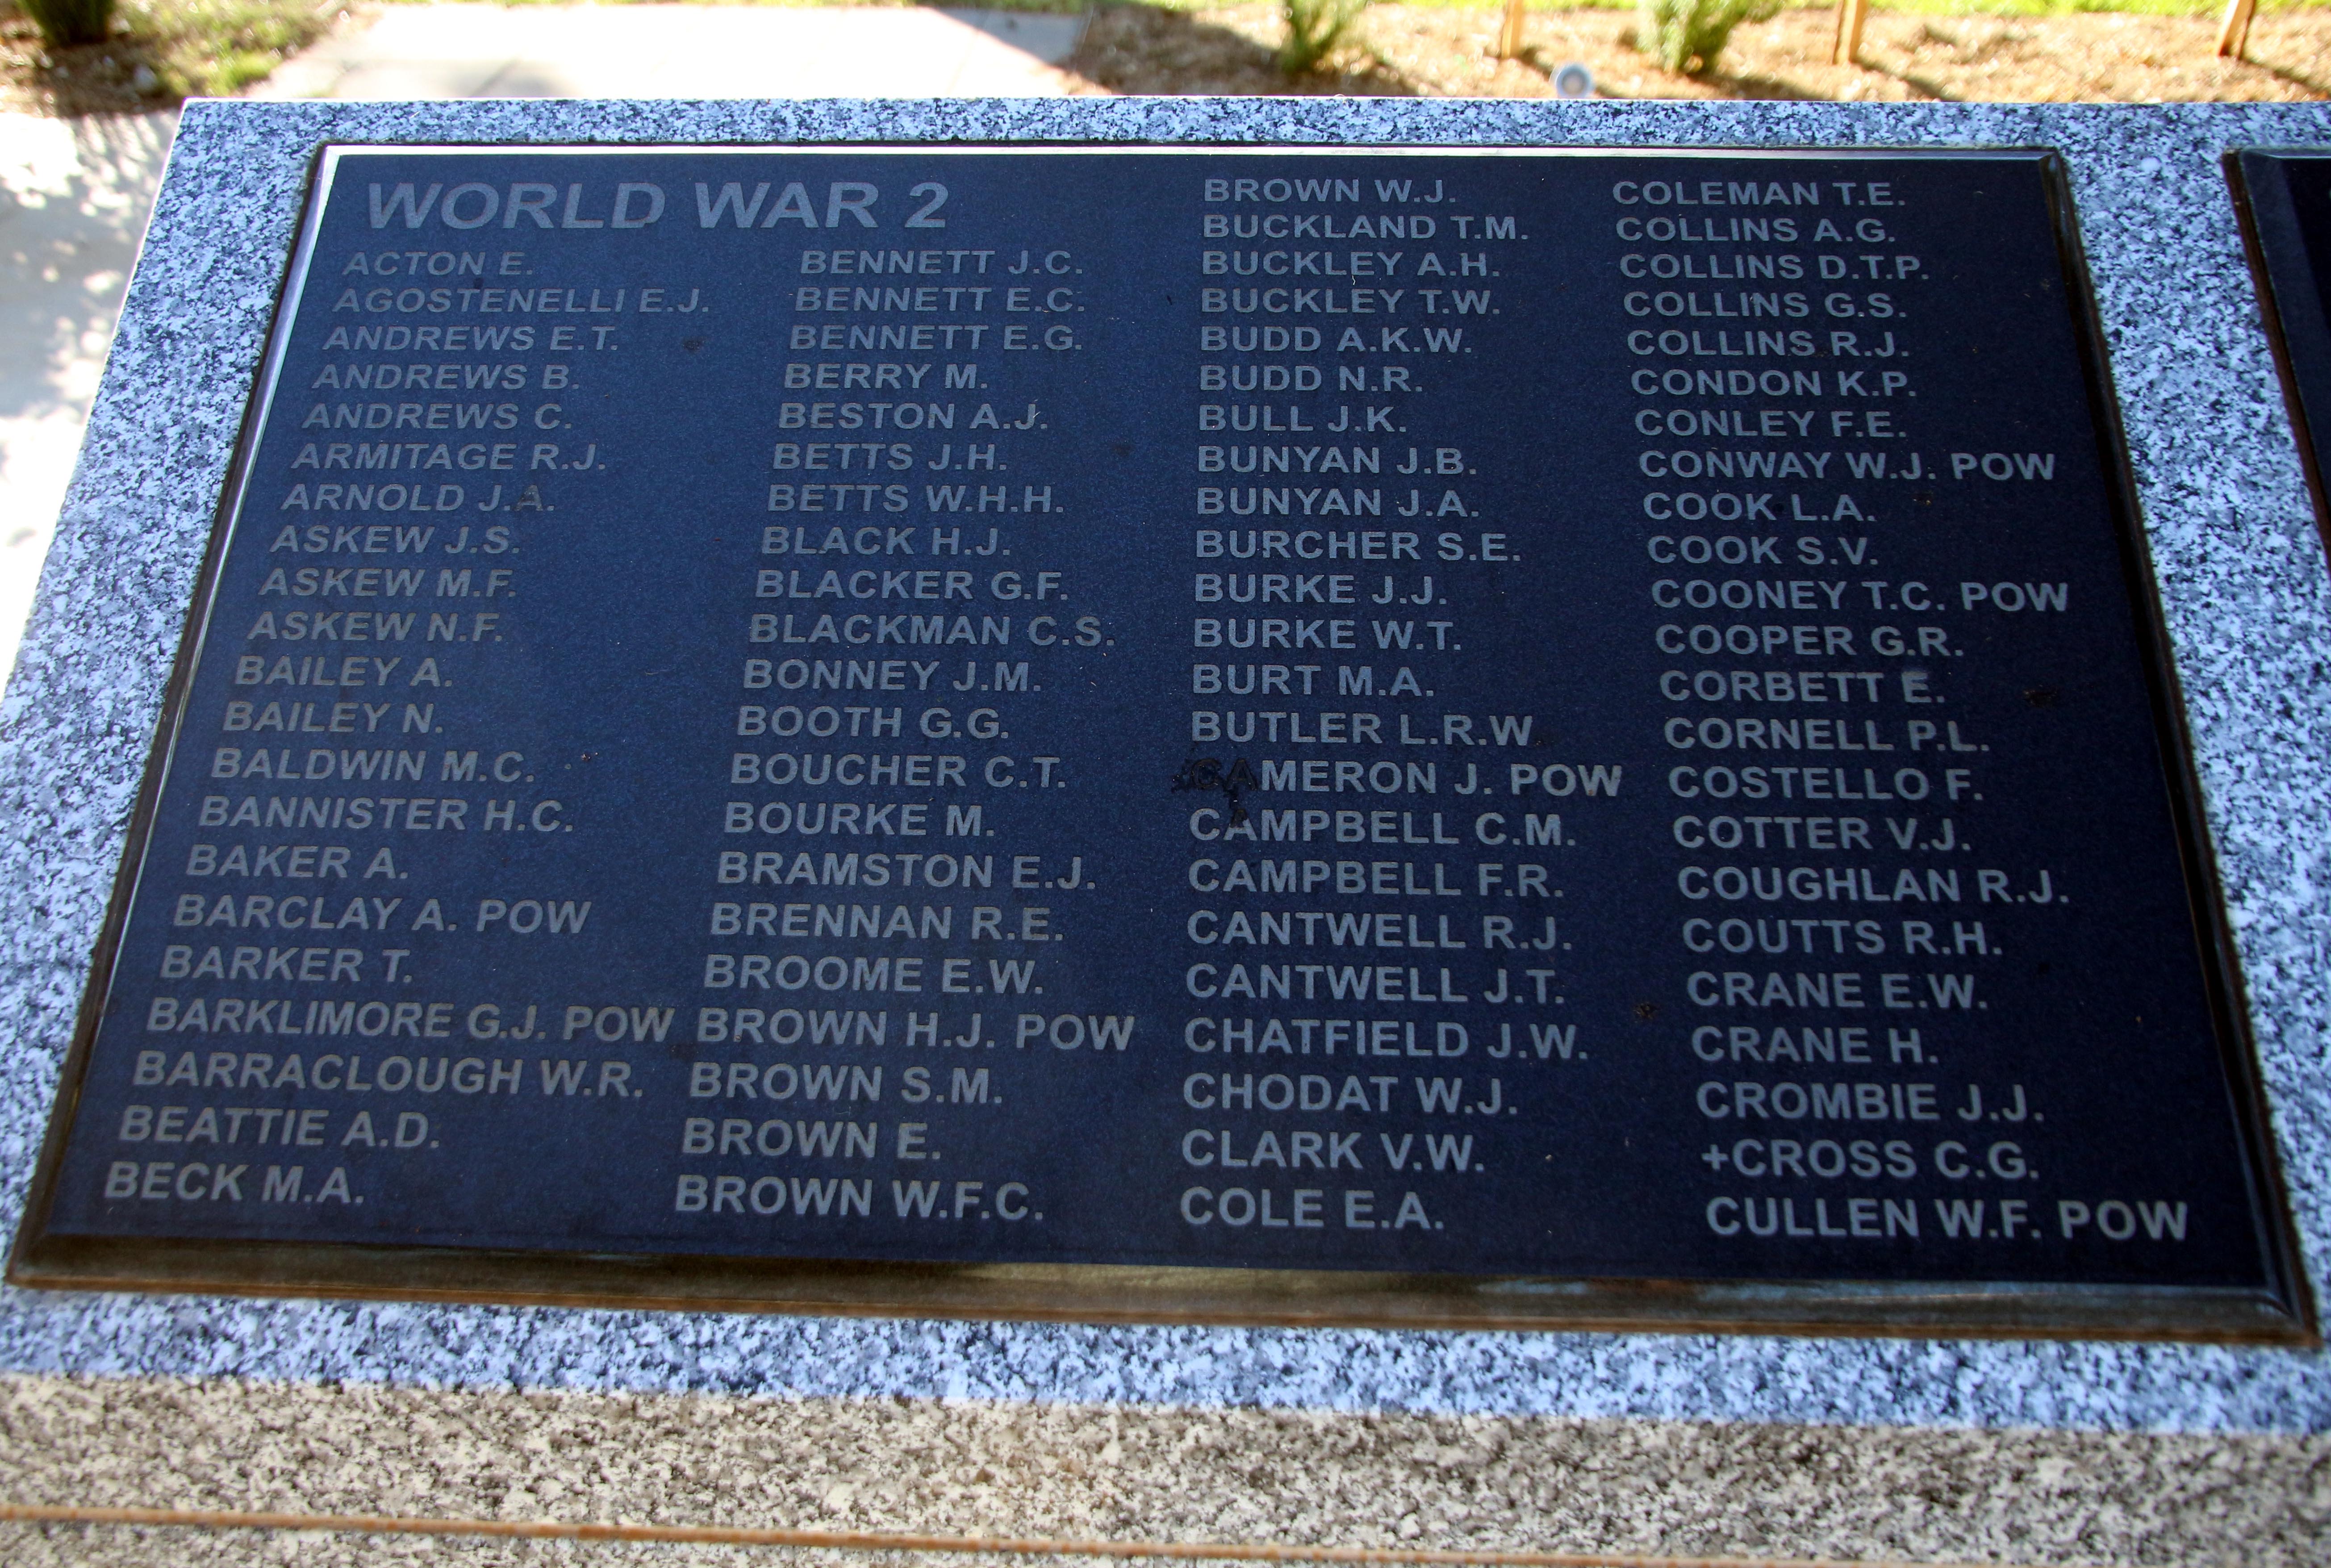 WORLD WAR 2
ACTON E.
AGOSTENELLI E.J.
ANDREWS E.T.
ANDREWS B.
ANDREWS C.
ARMITAGE R.J.
ARNOLD J.A.
ASKEW J.S.
ASKEW M.F.
ASKEW N.F.
BAILEY A.
BAILEY N.
BALDWIN M.C.
BANNISTER H.C.
BAKER A.
BARCLAY A. POW
BARKER T.
BARKLIMORE G.J. POW
BARRACLOUGH W.R.
BEATTIE A.D.
BECK M.A.
BENNETT J.C.
BENNETT E.C.
BENNETT E.G.
BERRY M.
BESTON A.J.
BETTS J.H.
BETTS W.H.H.
BLACK H.J.
BLACKER G.F.
BLACKMAN C.S.
BONNEY J.M.
BOOTH G.G.
BOUCHER C.T.
BOURKE M.
BRAMSTON E.J.
BRENNAN R.E.
BROOME E.W.
BROWN H.J. POW
BROWN S.M.
BROWN E.
BROWN W.F.C.
BROWN W.J.
BUCKLAND T.M.
BUCKLEY A.H.
BUCKLEY T.W.
BUDD A.K.W.
BUDD N.R.
BULL J.K.
BUNYAN J.B.
BUNYAN J.A.
BURCHER S.E.
BURKE J.J.
BURKE W.T.
BURT M.A.
BUTLER L.R.W
CAMERON J. POW
CAMPBELL C.M.
CAMPBELL F.R.
CANTWELL R.J.
CANTWELL J.T.
CHATFIELD J.W.
CHODAT W.J.
CLARK V.W.
COLE E.A.
COLEMAN T.E.
COLLINS A.G.
COLLINS D.T.P.
COLLINS G.S.
COLLINS R.J.
CONDON K.P.
CONLEY F.E.
CONWAY W.J. POW
COOK L.A.
COOK S.V.
COONEY T.C. POW
COOPER G.R.
CORBETT E.
CORNELL P.L.
COSTELLO F.
COTTER V.J.
COUGHLAN R.J.
COUTTS R.H.
CRANE E.W.
CRANE H.
CROMBIE J.J.
+CROSS C.G.
CULLEN W.F. POW